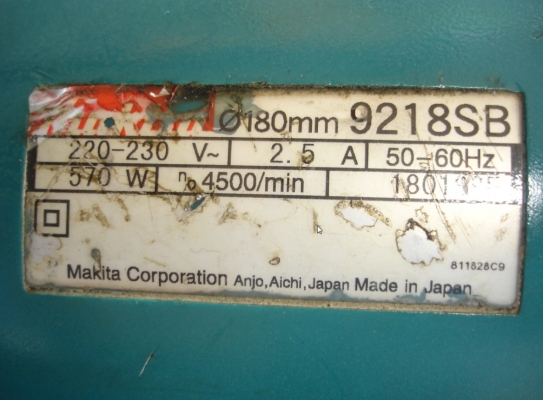 Ø180mm 9218SB
220-230 V~ 2.5 A 50-60Hz
570 W n₀ 4500/min
811628C9
Makita Corporation Anjo,Aichi,Japan Made in Japan